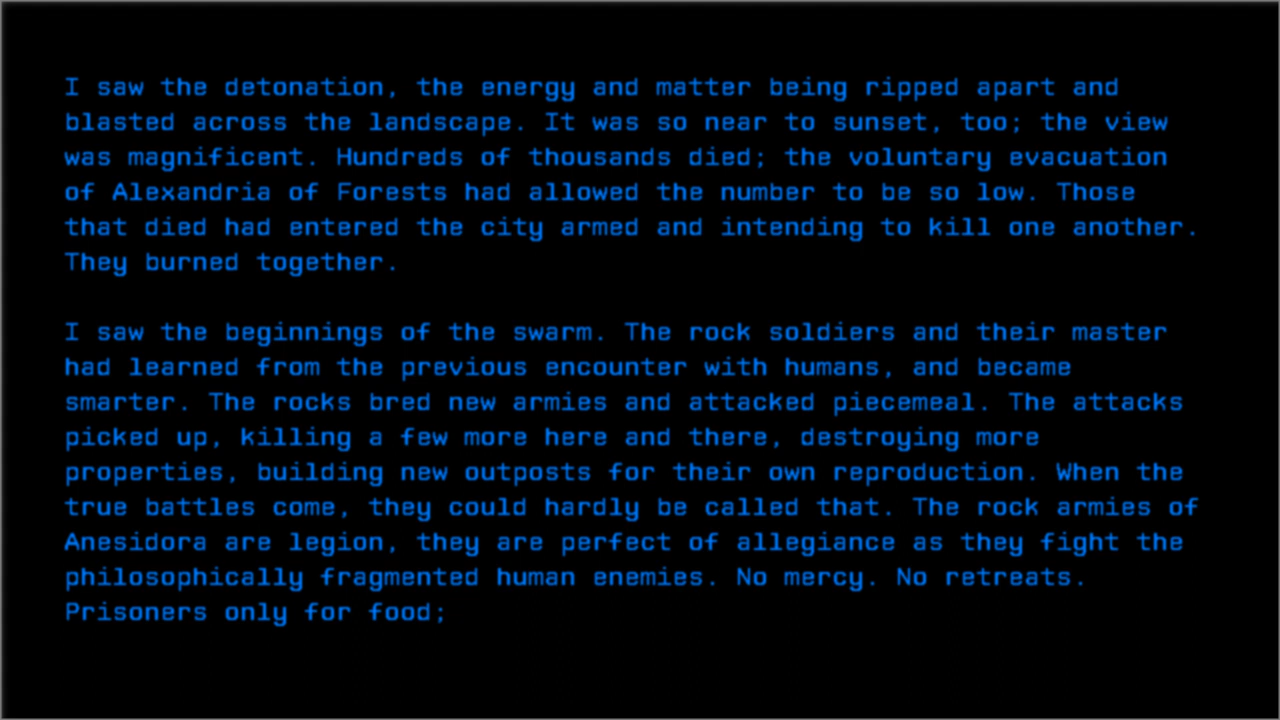 I saw the detonation, the energy and matter being ripped apart and
blasted across the landscape. It was so near to sunset, too; the view
was magnificent. Hundreds of thousands died; the voluntary evacuation
of Alexandria of Forests had allowed the number to be so low. Those
that died had entered the city armed and intending to kill one another.
They burned together.

I saw the beginnings of the swarm. The rock soldiers and their master
had learned from the previous encounter with humans, and became
smarter. The rocks bred new armies and attacked piecemeal. The attacks
picked up, killing a few more here and there, destroying more
properties, building new outposts for their own reproduction. When the
true battles come, they could hardly be called that. The rock armies of
Anesidora are legion, they are perfect of allegiance as they fight the
philosophically fragmented human enemies. No mercy. No retreats.
Prisoners only for food;